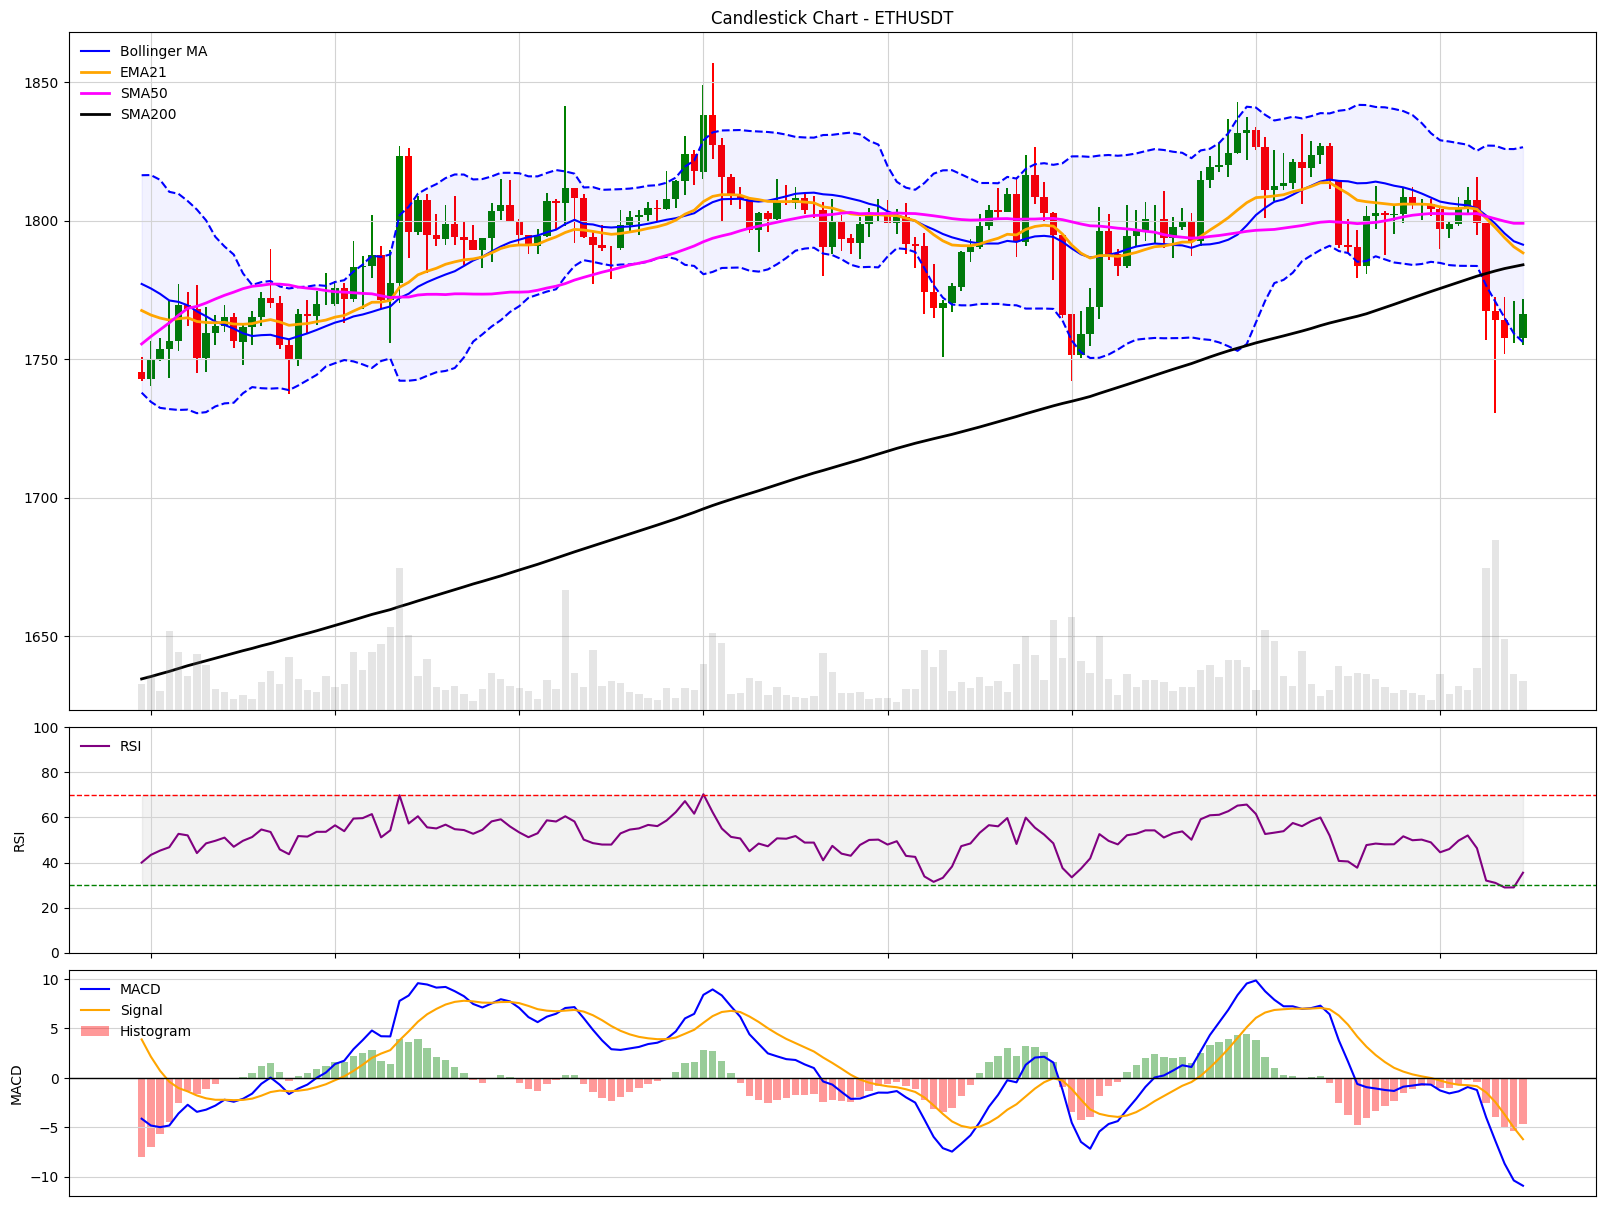 Candlestick Chart - ETHUSDT
Bollinger MA
EMA21
SMA50
SMA200
1850
1800
1750
1700
1650
RSI
100
80
60
40
20
0
RSI
MACD
Signal
Histogram
10
5
0
−5
−10
MACD